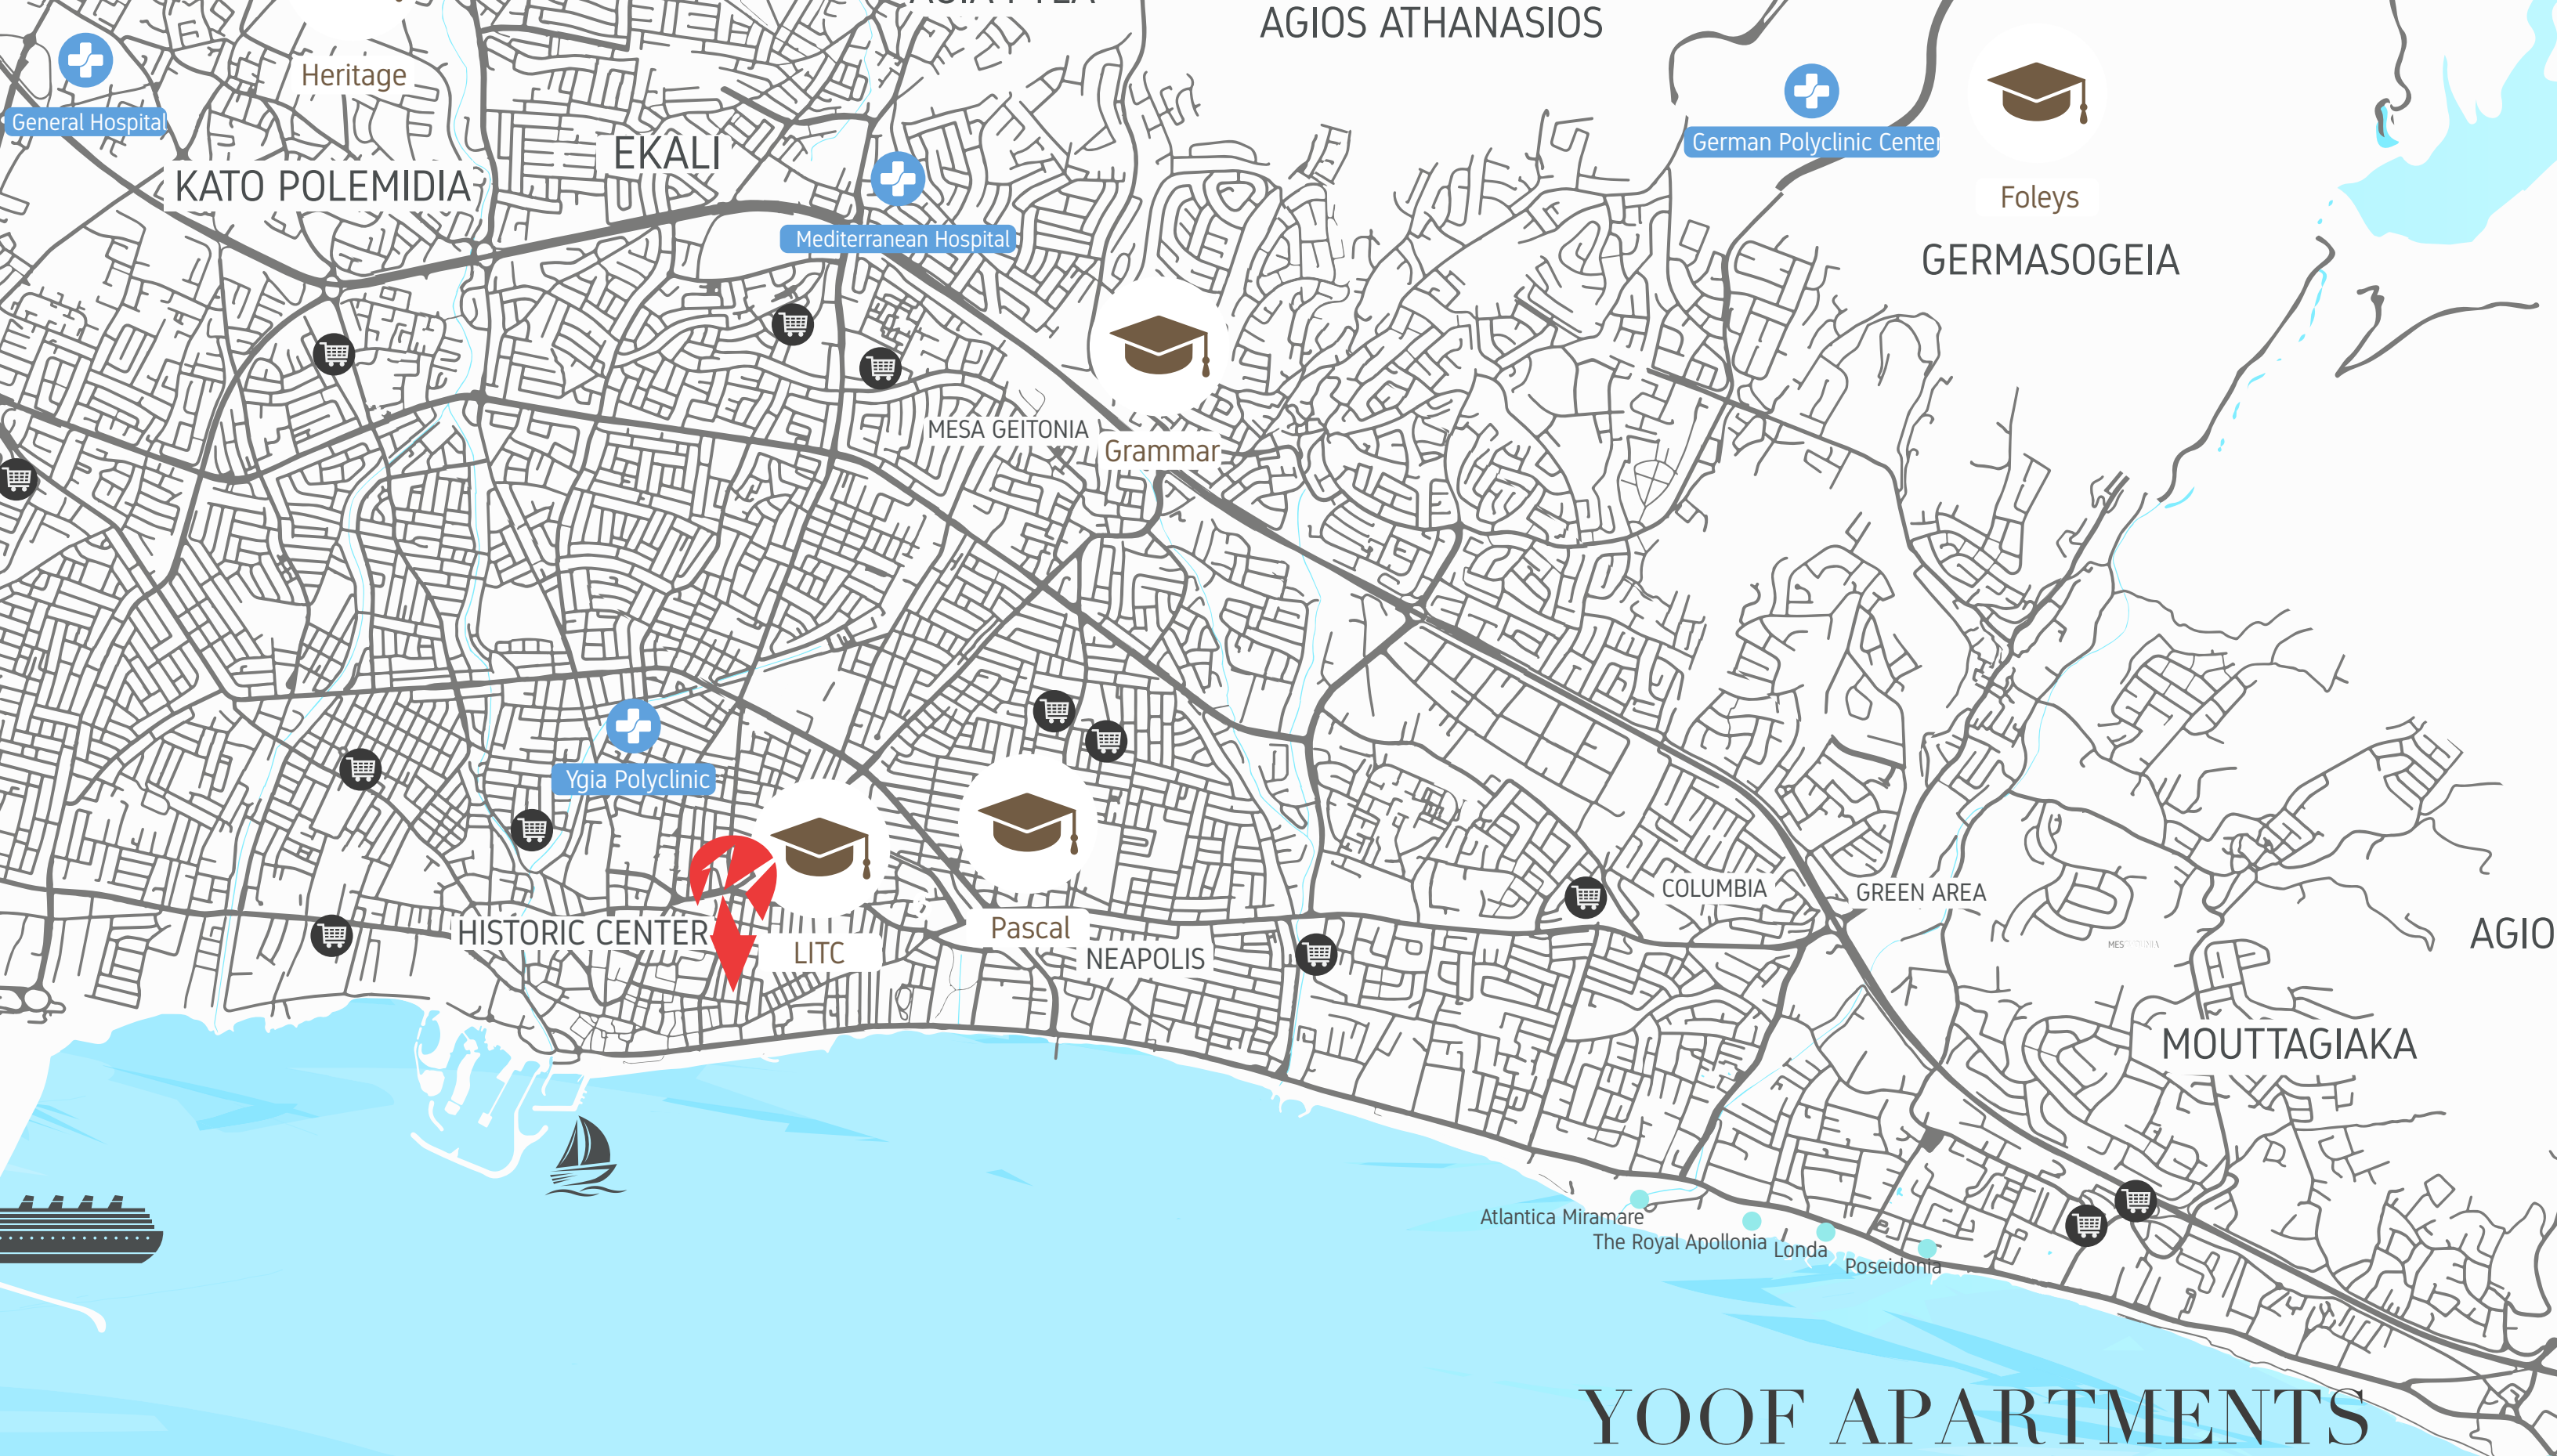 AGIOS ATHANASIOS
Heritage
General Hospital
German Polyclinic Center
EKALI
KATO POLEMIDIA
Foleys
Mediterranean Hospital
GERMASOGEIA
MESA GEITONIA
Grammar
Ygia Polyclinic
COLUMBIA
GREEN AREA
HISTORIC CENTER
LITC
Pascal
NEAPOLIS
AGIO
MOUTTAGIAKA
Atlantica Miramare
The Royal Apollonia
Londa
Poseidonia
YOOF APARTMENTS